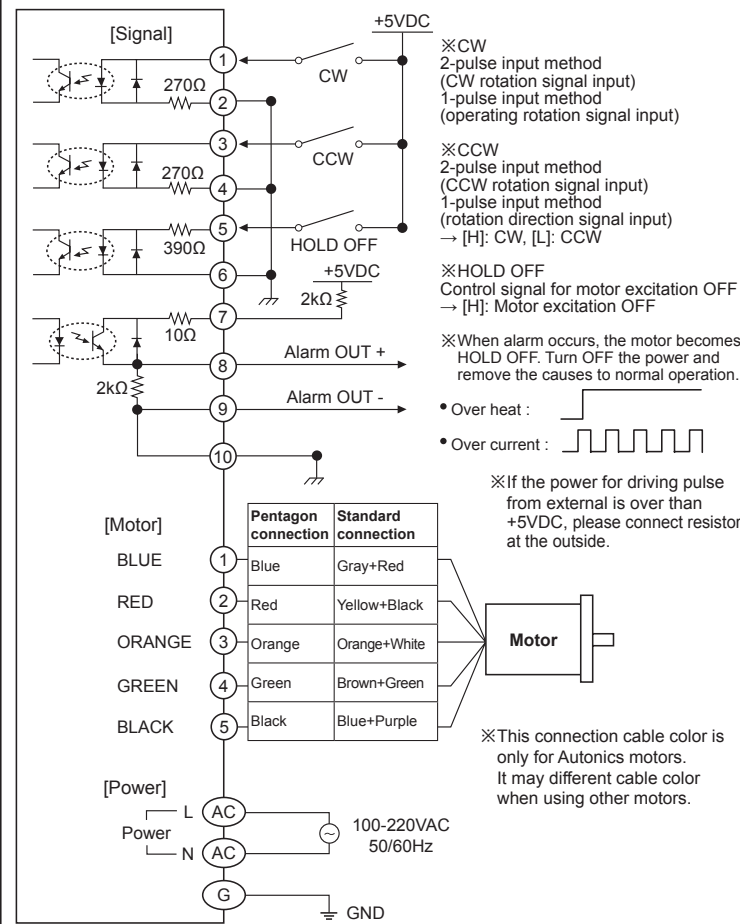 +5VDC
[Signal]
1
CW
270Ω
2
3
CCW
270Ω
4
5
HOLD OFF
390Ω
6
+5VDC
2kΩ
7
10Ω
8
Alarm OUT +
2kΩ
9
Alarm OUT -
10
※CW
2-pulse input method
(CW rotation signal input)
1-pulse input method
(operating rotation signal input)
※CCW
2-pulse input method
(CCW rotation signal input)
1-pulse input method
(rotation direction signal input)
→ [H]: CW, [L]: CCW
※HOLD OFF
Control signal for motor excitation OFF
→ [H]: Motor excitation OFF
※When alarm occurs, the motor becomes
HOLD OFF. Turn OFF the power and
remove the causes to normal operation.
● Over heat :
● Over current :
※If the power for driving pulse
from external is over than
+5VDC, please connect resistor
at the outside.
[Motor]
Pentagon connection Standard connection
BLUE 1 Blue Gray+Red
RED 2 Red Yellow+Black
ORANGE 3 Orange Orange+White
GREEN 4 Green Brown+Green
BLACK 5 Black Blue+Purple
Motor
※This connection cable color is
only for Autonics motors.
It may different cable color
when using other motors.
[Power]
L AC
Power
N AC
100-220VAC
50/60Hz
G
GND